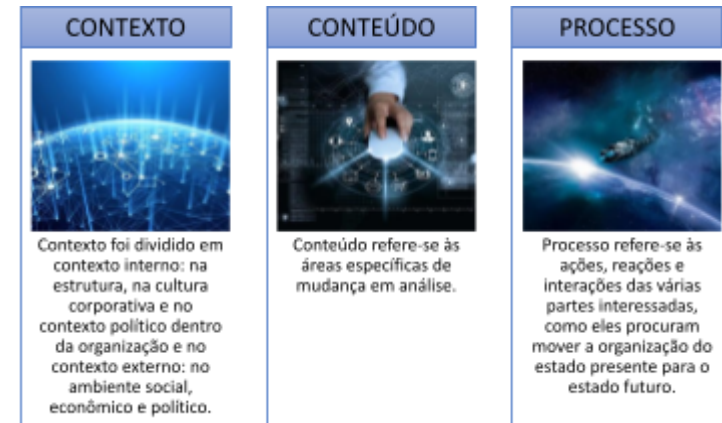 CONTEXTO
Contexto foi dividido em
contexto interno: na
estrutura, na cultura
corporativa e no
contexto político dentro
da organização e no
contexto externo: no
ambiente social,
econômico e político.
CONTEÚDO
Conteúdo refere-se às
áreas específicas de
mudança em análise.
PROCESSO
Processo refere-se às
ações, reações e
interações das várias
partes interessadas,
como eles procuram
mover a organização do
estado presente para o
estado futuro.